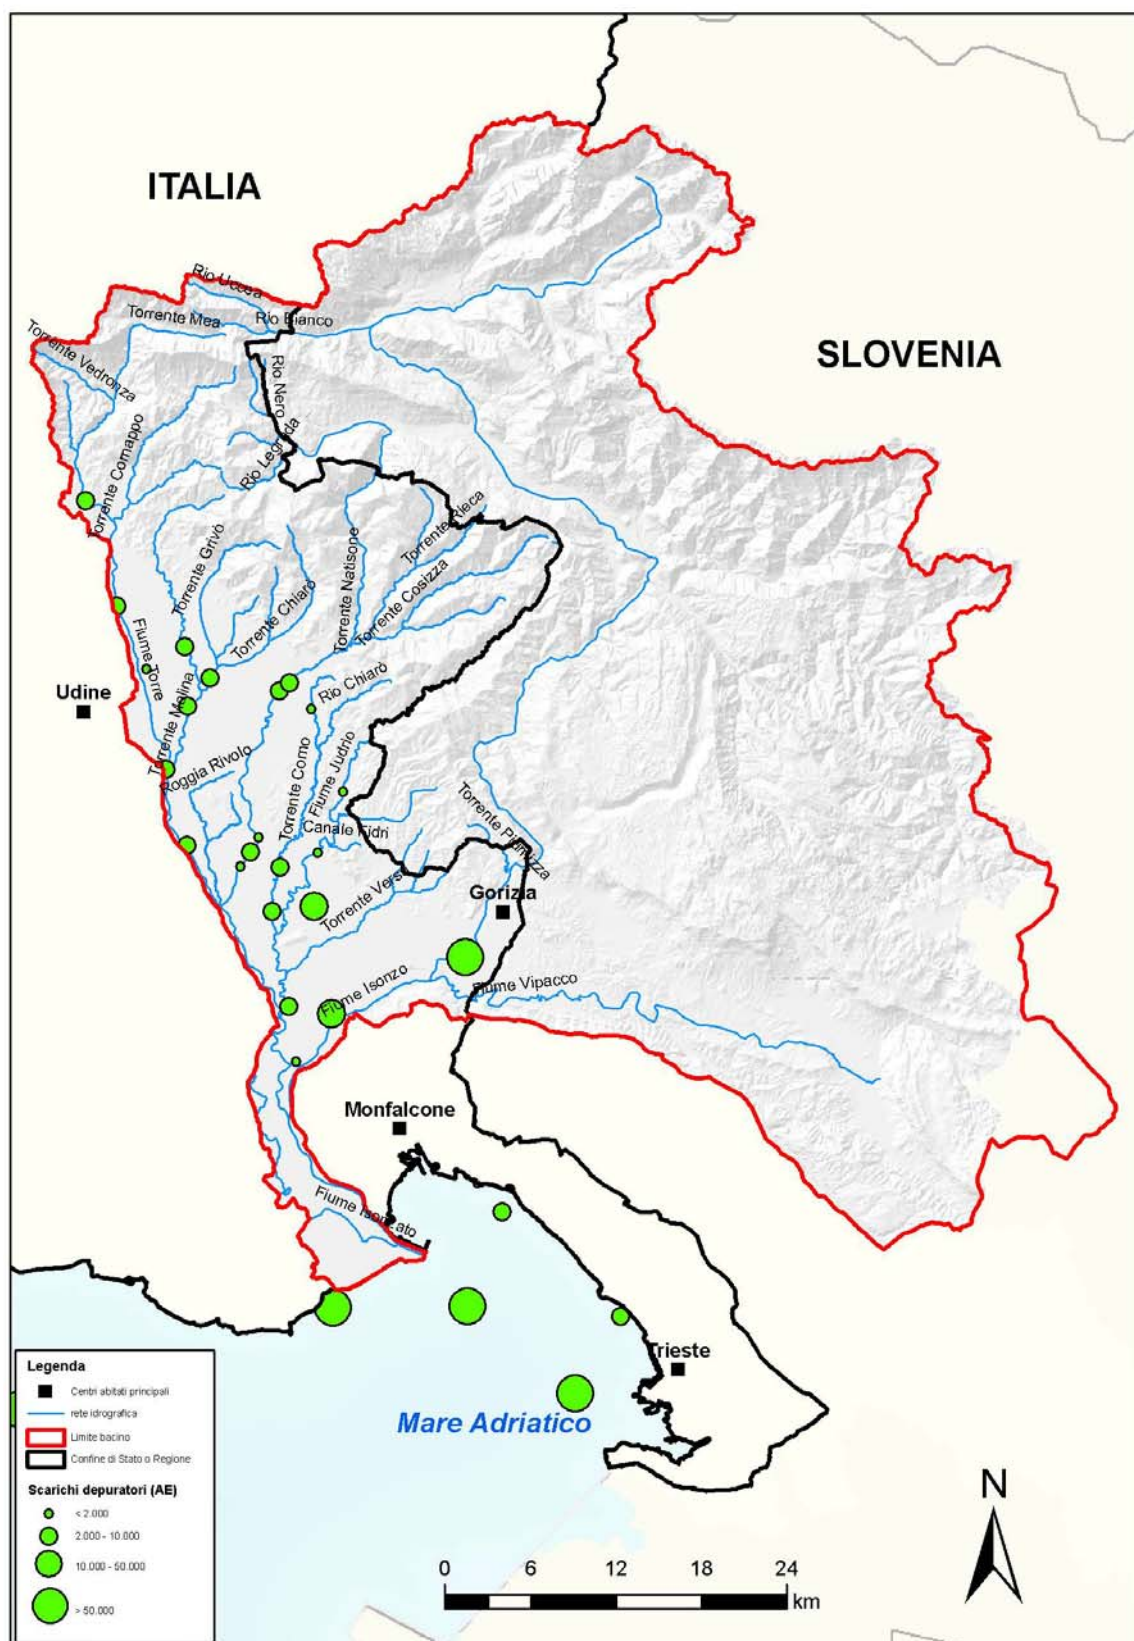 ITALIA
SLOVENIA
Rio Uccea
Torrente Mea
Rio Bianco
Torrente Vedronza
Rio Nero
Torrente Cornappo
Rio Legrada
Torrente Grivò
Torrente Natisone
Torrente Rieca
Torrente Chiarò
Torrente Cosizza
Fiume Torre
Udine
Torrente Malina
Rio Chiarò
Roggia Rivolo
Torrente Corno
Fiume Judrio
Canale Fidri
Torrente Piumizza
Torrente Versa
Gorizia
Fiume Isonzo
Fiume Vipacco
Monfalcone
Fiume Isonzato
Trieste
Mare Adriatico
Legenda
Centri abitati principali
rete idrografica
Limite bacino
Confine di Stato o Regione
Scarichi depuratori (AE)
< 2.000
2.000 - 10.000
10.000 - 50.000
> 50.000
N
0 6 12 18 24
km